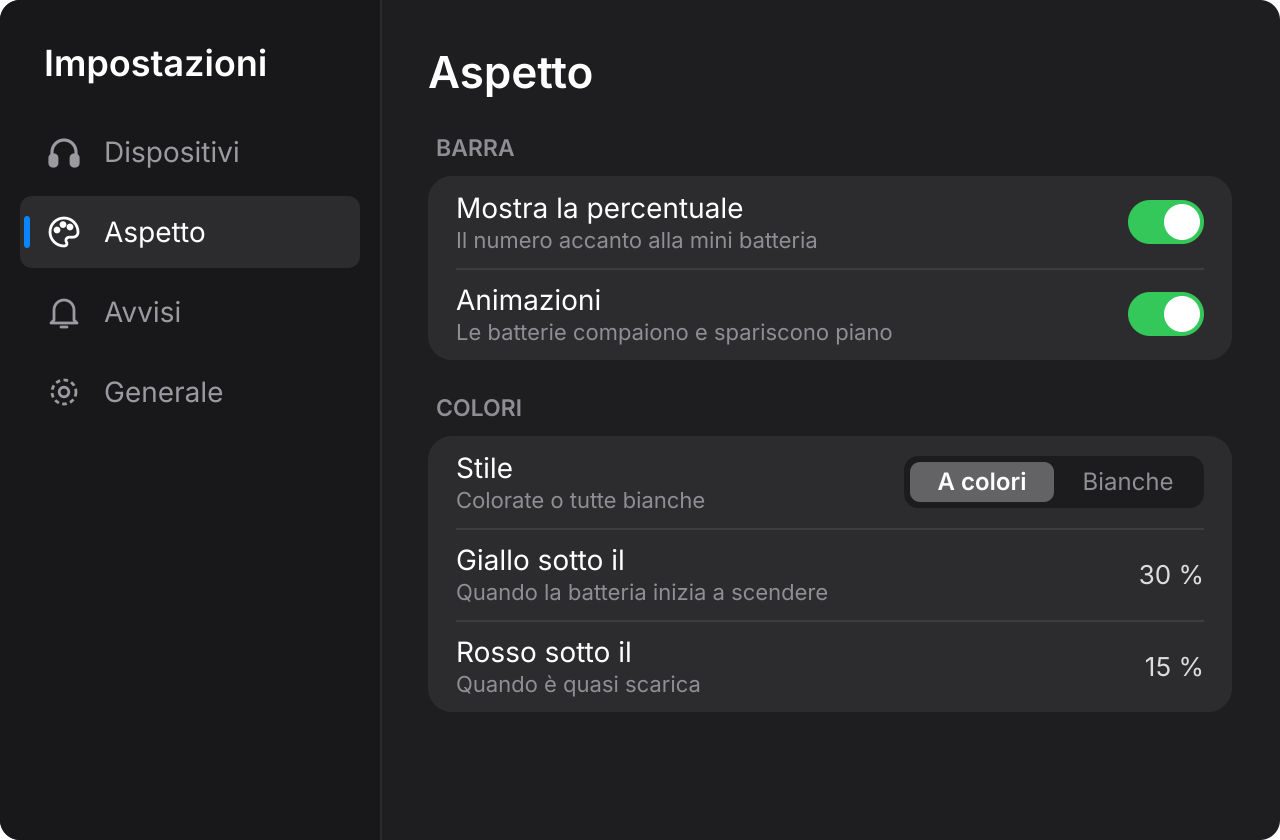 Impostazioni
Dispositivi
Aspetto
Avvisi
Generale
Aspetto
BARRA
Mostra la percentuale
Il numero accanto alla mini batteria
Animazioni
Le batterie compaiono e spariscono piano
COLORI
Stile
Colorate o tutte bianche
A colori Bianche
Giallo sotto il
Quando la batteria inizia a scendere
30 %
Rosso sotto il
Quando è quasi scarica
15 %